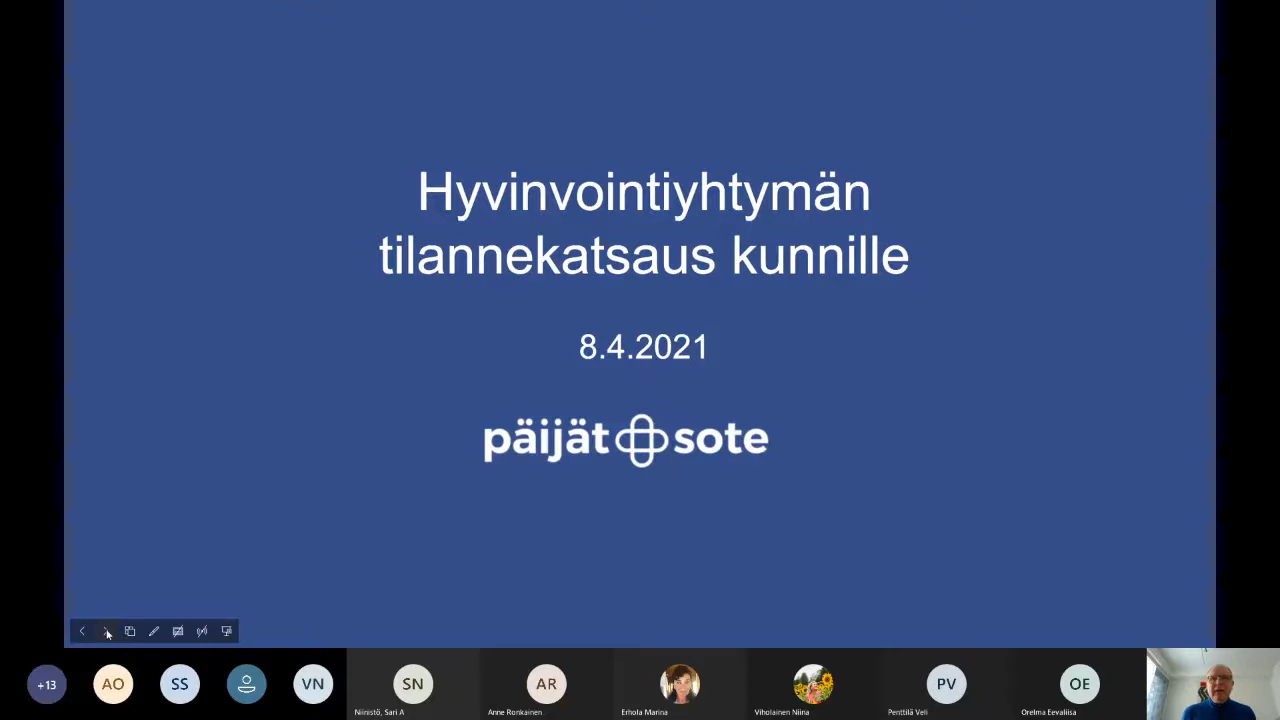 Hyvinvointiyhtymän
tilannekatsaus kunnille
8.4.2021
päijät sote
+13
AO
SS
VN
SN
Niinistö, Sari A
AR
Anne Ronkainen
Erhola Marina
Viholainen Niina
PV
Penttilä Veli
OE
Orelma Eevaliisa